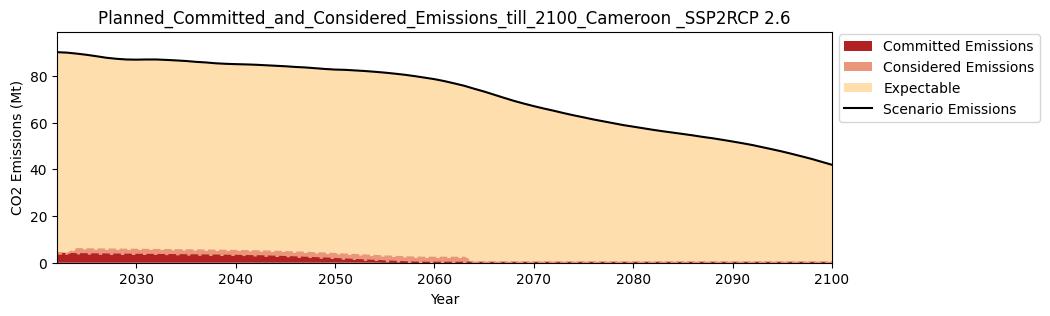 Planned_Committed_and_Considered_Emissions_till_2100_Cameroon _SSP2RCP 2.6
Committed Emissions
Considered Emissions
Expectable
Scenario Emissions
CO2 Emissions (Mt)
80
60
40
20
0
2030 2040 2050 2060 2070 2080 2090 2100
Year